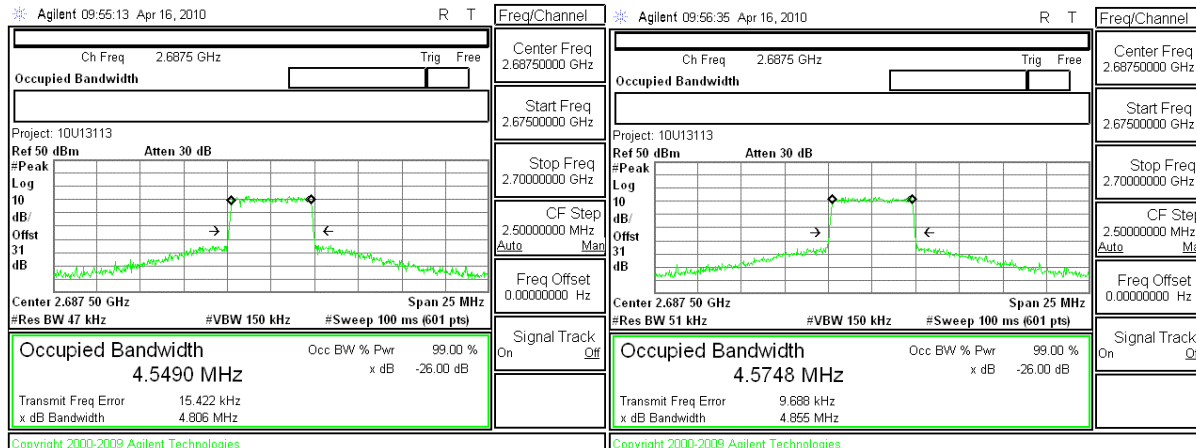 Agilent 09:55:13 Apr 16, 2010 R T
Freq/Channel
Ch Freq 2.6875 GHz Trig Free
Occupied Bandwidth
Center Freq
2.68750000 GHz
Start Freq
2.67500000 GHz
Stop Freq
2.70000000 GHz
CF Step
2.50000000 MHz
Auto Man
Freq Offset
0.00000000 Hz
Signal Track
On Off
Project: 10U13113
Ref 50 dBm Atten 30 dB
#Peak
Log
10
dB/
Offst
31
dB
Center 2.687 50 GHz Span 25 MHz
#Res BW 47 kHz #VBW 150 kHz #Sweep 100 ms (601 pts)
Occupied Bandwidth Occ BW % Pwr 99.00 %
4.5490 MHz x dB -26.00 dB
Transmit Freq Error 15.422 kHz
x dB Bandwidth 4.806 MHz
Copyright 2000-2009 Agilent Technologies
Agilent 09:56:35 Apr 16, 2010 R T
Freq/Channel
Ch Freq 2.6875 GHz Trig Free
Occupied Bandwidth
Center Freq
2.68750000 GHz
Start Freq
2.67500000 GHz
Stop Freq
2.70000000 GHz
CF Step
2.50000000 MHz
Auto
Freq Offset
0.00000000 Hz
Signal Track
On
Project: 10U13113
Ref 50 dBm Atten 30 dB
#Peak
Log
10
dB/
Offst
31
dB
Center 2.687 50 GHz Span 25 MHz
#Res BW 51 kHz #VBW 150 kHz #Sweep 100 ms (601 pts)
Occupied Bandwidth Occ BW % Pwr 99.00 %
4.5748 MHz x dB -26.00 dB
Transmit Freq Error 9.688 kHz
x dB Bandwidth 4.855 MHz
Copyright 2000-2009 Agilent Technologies